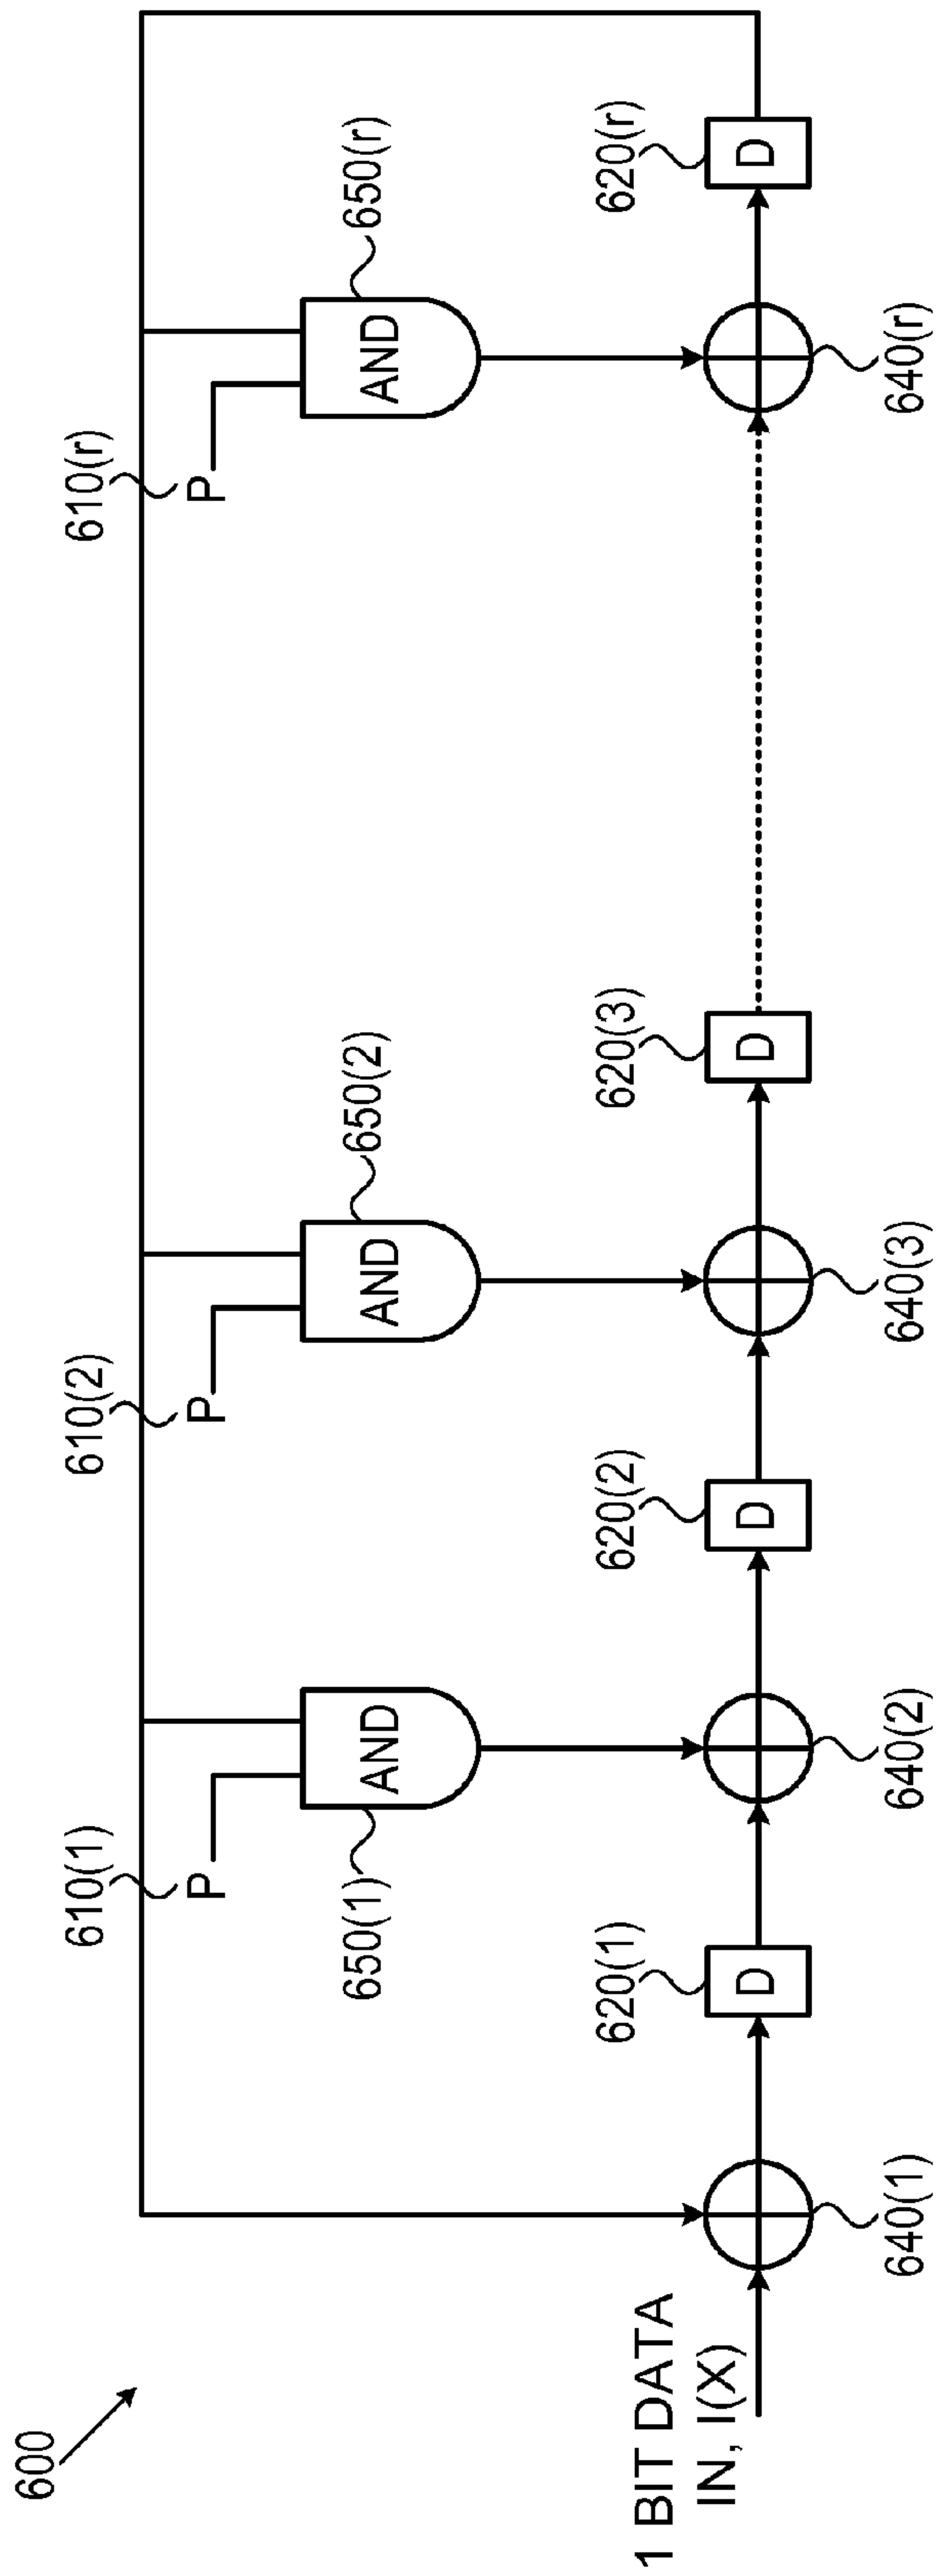 600
610(1)
610(2)
610(r)
P
P
P
650(1)
AND
AND
650(2)
AND
650(r)
620(1)
620(2)
620(3)
620(r)
1 BIT DATA
IN, I(X)
D
D
D
D
640(1)
640(2)
640(3)
640(r)